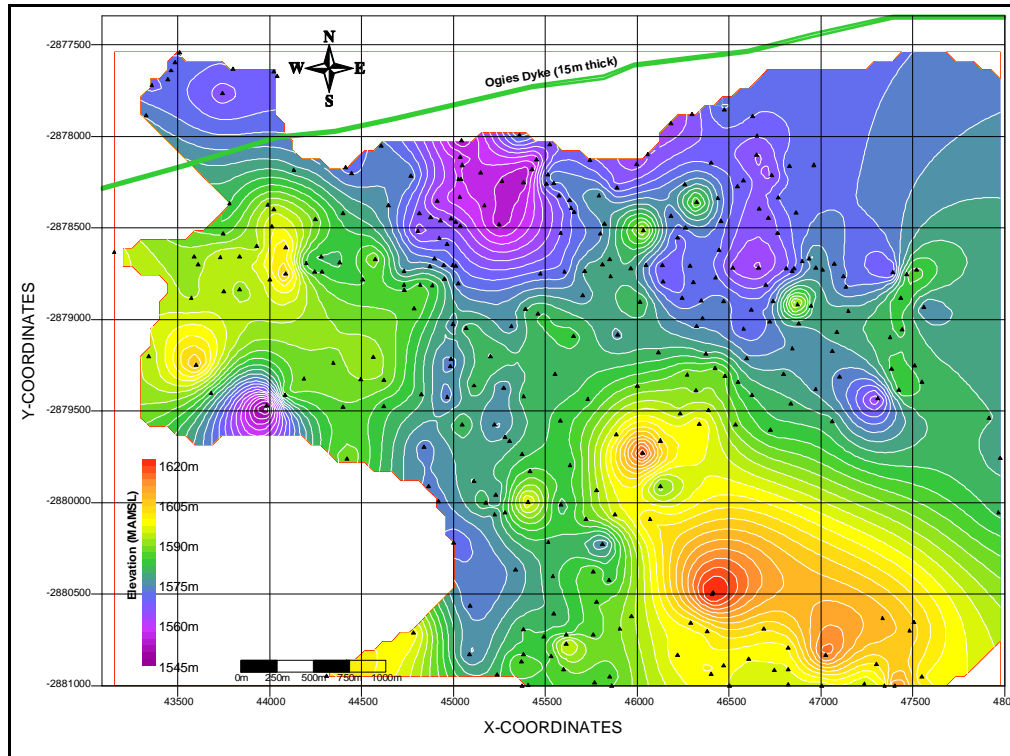 -2877500
N
W E
S
Ogies Dyke (15m thick)
-2878000
-2878500
-2879000
-2879500
-2880000
-2880500
-2881000
Y-COORDINATES
Elevation (MAMSL)
1620m
1605m
1590m
1575m
1560m
1545m
0m 250m 500m 750m 1000m
43500 44000 44500 45000 45500 46000 46500 47000 47500 480
X-COORDINATES